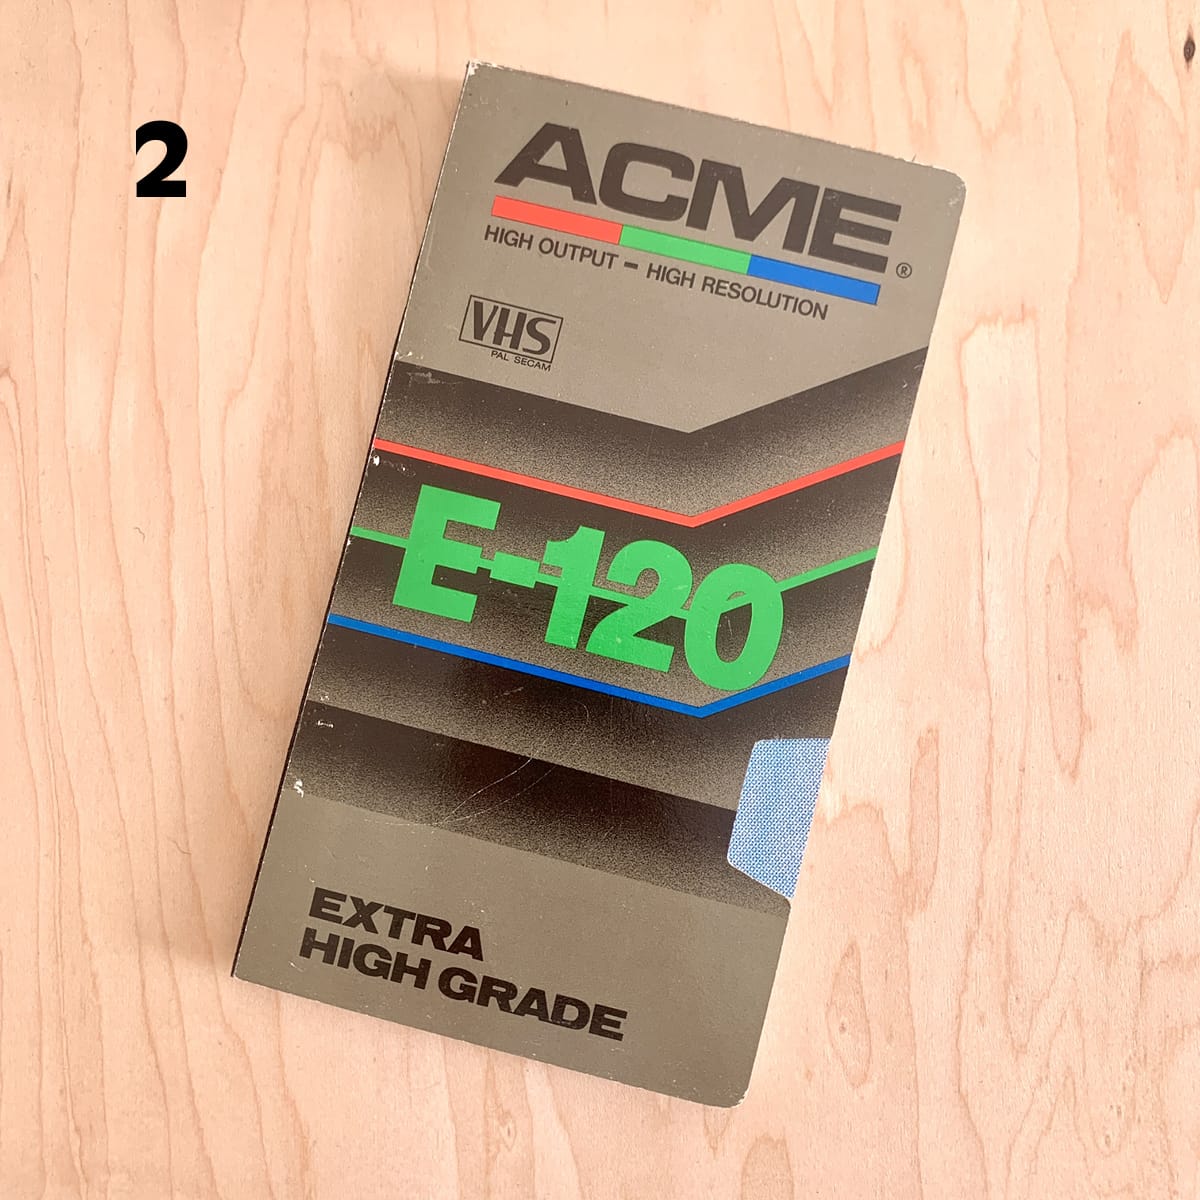 2
ACME
®
HIGH OUTPUT - HIGH RESOLUTION
VHS
PAL SECAM
E-120
EXTRA
HIGH GRADE